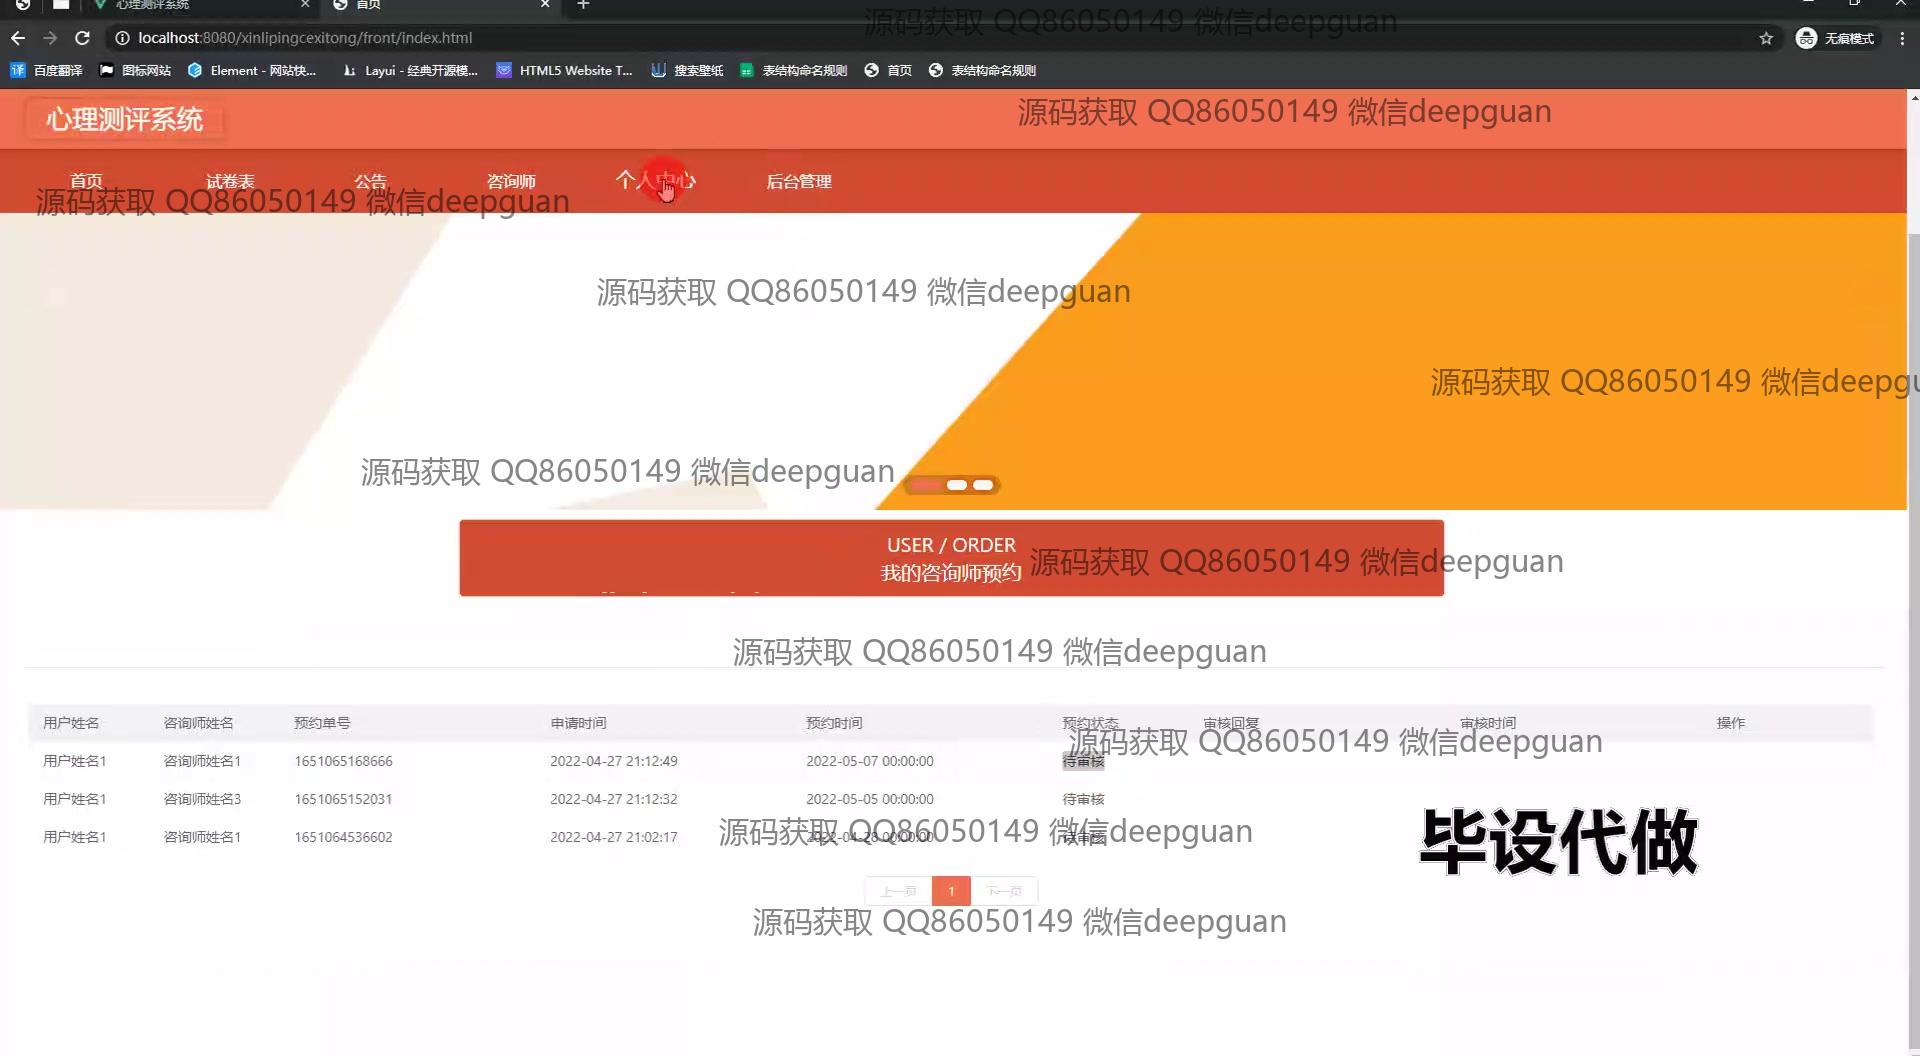 心理测评系统
首页
源码获取 QQ86050149 微信deepguan
localhost:8080/xinlipingcexitong/front/index.html
无痕模式
百度翻译
图标网站
Element - 网站快...
Layui - 经典开源模...
HTML5 Website T...
搜索壁纸
表结构命名规则
首页
表结构命名规则
心理测评系统
源码获取 QQ86050149 微信deepguan
首页
试卷表
公告
咨询师
个人中心
后台管理
源码获取 QQ86050149 微信deepguan
源码获取 QQ86050149 微信deepguan
源码获取 QQ86050149 微信deepgu
源码获取 QQ86050149 微信deepguan
USER / ORDER
我的咨询师预约
源码获取 QQ86050149 微信deepguan
源码获取 QQ86050149 微信deepguan
用户姓名 咨询师姓名 预约单号 申请时间 预约时间 预约状态 审核回复 审核时间 操作
源码获取 QQ86050149 微信deepguan
用户姓名1 咨询师姓名1 1651065168666 2022-04-27 21:12:49 2022-05-07 00:00:00 待审核
用户姓名1 咨询师姓名3 1651065152031 2022-04-27 21:12:32 2022-05-05 00:00:00 待审核
用户姓名1 咨询师姓名1 1651064536602 2022-04-27 21:02:17 2022-04-28 00:00:00 待审核
源码获取 QQ86050149 微信deepguan
毕设代做
上一页 1 下一页
源码获取 QQ86050149 微信deepguan